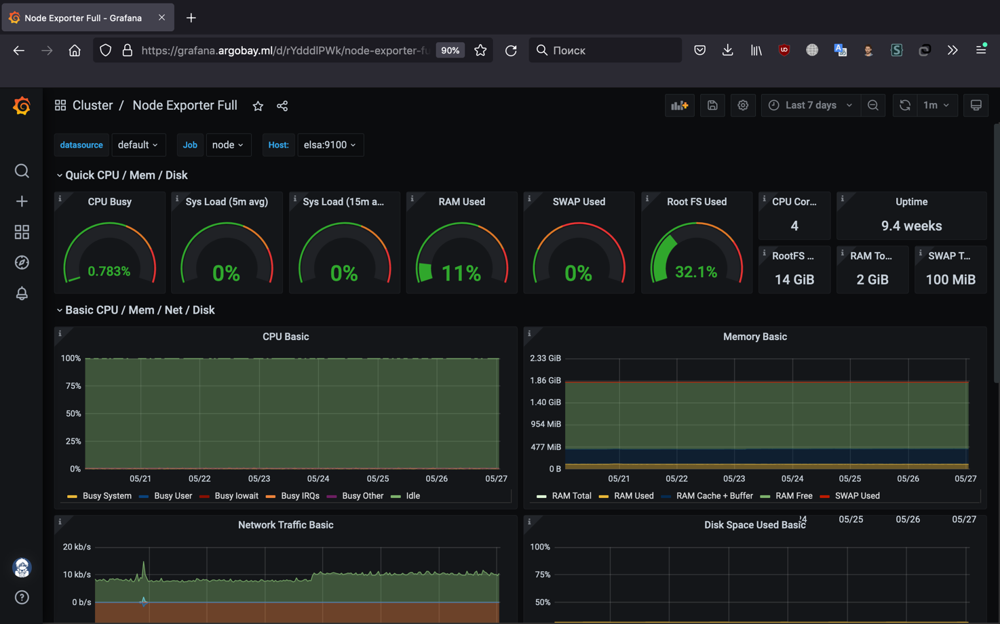 Node Exporter Full - Grafana
https://grafana.argobay.ml/d/rYdddlPWk/node-exporter-fu
90%
Поиск
Cluster / Node Exporter Full
Last 7 days
1m
datasource default
Job node
Host: elsa:9100
Quick CPU / Mem / Disk
CPU Busy
0.783%
Sys Load (5m avg)
0%
Sys Load (15m a...
0%
RAM Used
11%
SWAP Used
0%
Root FS Used
32.1%
CPU Cor...
4
Uptime
9.4 weeks
RootFS ...
14 GiB
RAM To...
2 GiB
SWAP T...
100 MiB
Basic CPU / Mem / Net / Disk
CPU Basic
100%
75%
50%
25%
0%
05/21 05/22 05/23 05/24 05/25 05/26 05/27
Busy System Busy User Busy Iowait Busy IRQs Busy Other Idle
Memory Basic
2.33 GiB
1.86 GiB
1.40 GiB
954 MiB
477 MiB
0 B
05/21 05/22 05/23 05/24 05/25 05/26 05/27
RAM Total RAM Used RAM Cache + Buffer RAM Free SWAP Used
Network Traffic Basic
20 kb/s
10 kb/s
0 b/s
05/25 05/26 05/27
Disk Space Used Basic
100%
75%
50%